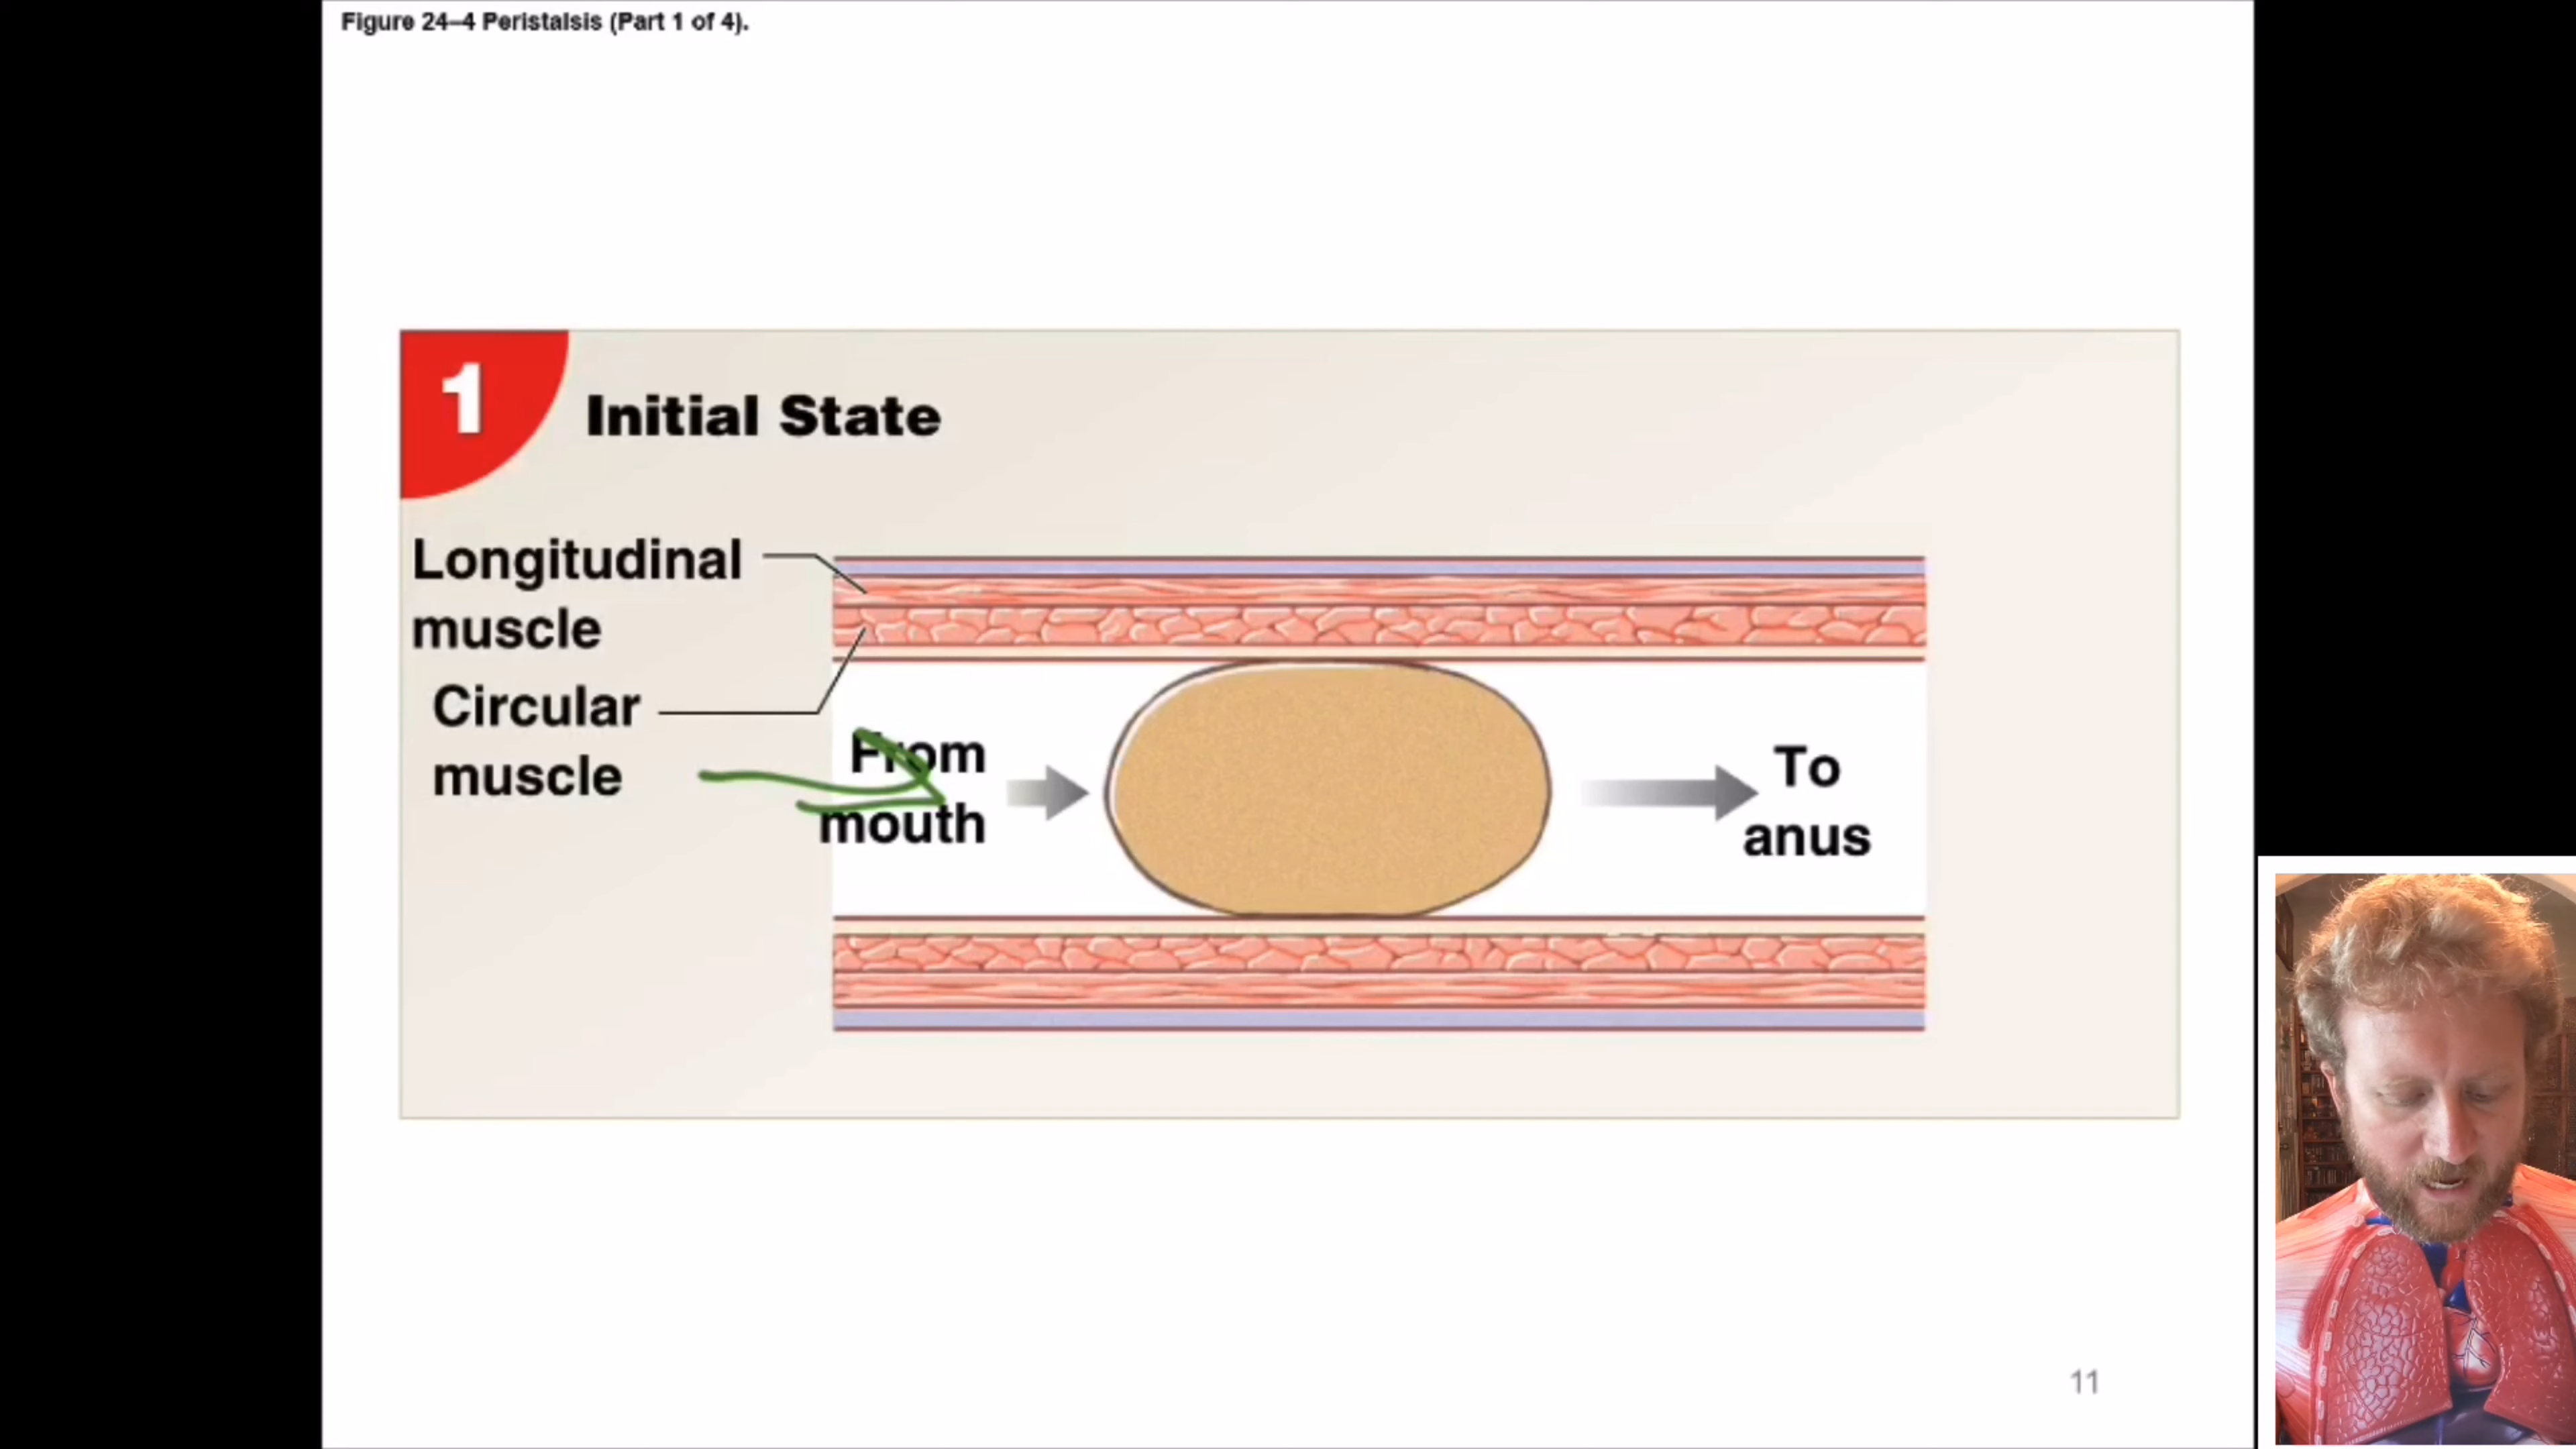 Figure 24–4 Peristalsis (Part 1 of 4).
1
Initial State
Longitudinal
muscle
Circular
muscle
From
mouth
To
anus
11